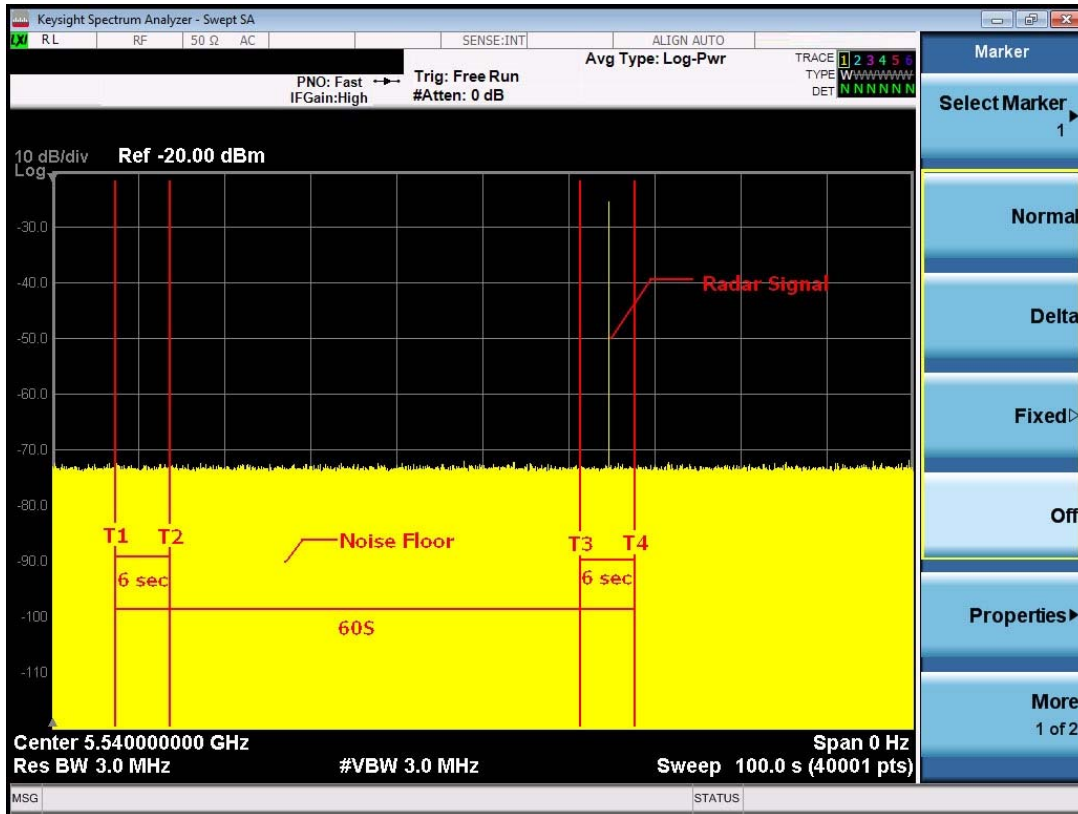 Keysight Spectrum Analyzer - Swept SA
LXI RL RF 50 Ω AC SENSE:INT ALIGN AUTO
Avg Type: Log-Pwr
PNO: Fast
IFGain:High
Trig: Free Run
#Atten: 0 dB
TRACE 1 2 3 4 5 6
TYPE WWWWWW
DET N N N N N N
10 dB/div
Log
Ref -20.00 dBm
-30.0
-40.0
-50.0
-60.0
-70.0
-80.0
-90.0
-100
-110
Radar Signal
T1 T2
Noise Floor
T3 T4
6 sec
6 sec
60S
Center 5.540000000 GHz
Span 0 Hz
Res BW 3.0 MHz
#VBW 3.0 MHz
Sweep 100.0 s (40001 pts)
MSG
STATUS
Marker
Select Marker
1
Normal
Delta
Fixed
Off
Properties
More
1 of 2